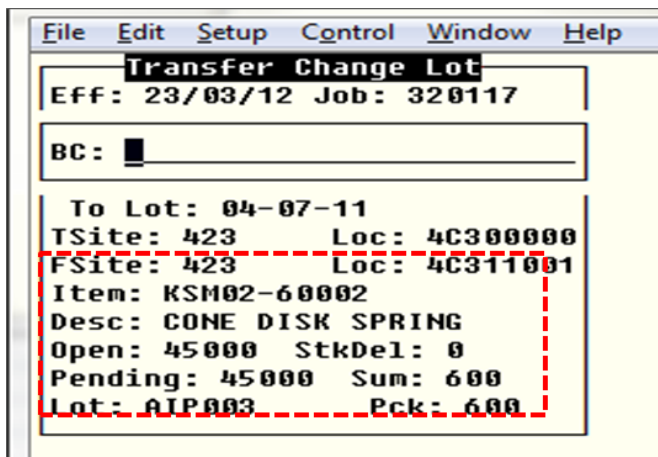 File Edit Setup Control Window Help
Transfer Change Lot
Eff: 23/03/12 Job: 320117
BC:
To Lot: 04-07-11
TSite: 423 Loc: 4C300000
FSite: 423 Loc: 4C311001
Item: KSM02-60002
Desc: CONE DISK SPRING
Open: 45000 StkDel: 0
Pending: 45000 Sum: 600
Lot: AIP003 Pck: 600